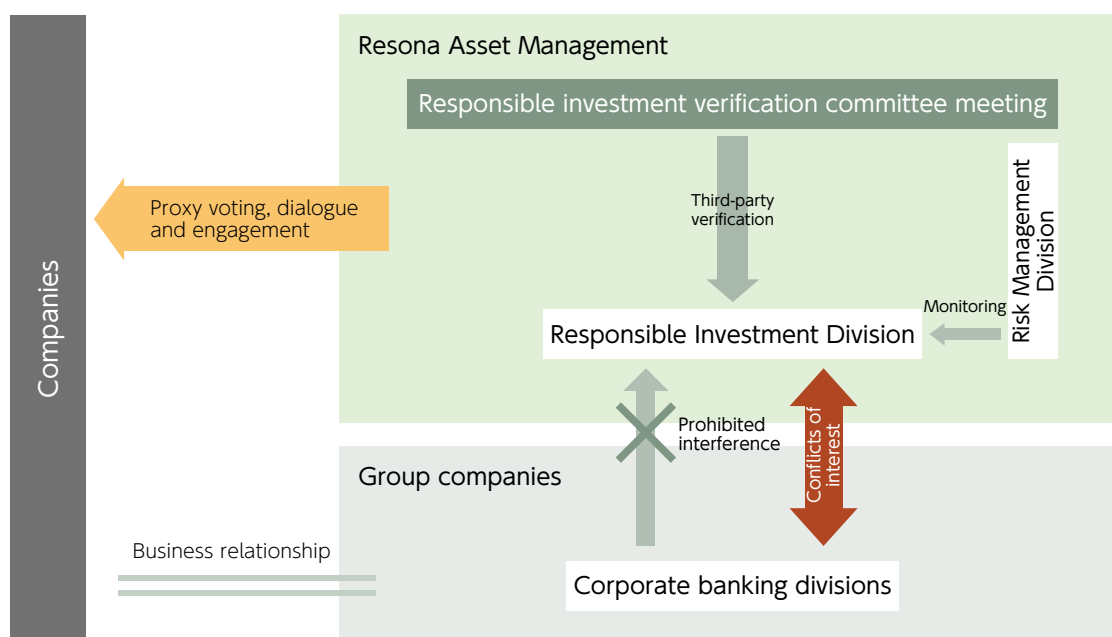 Resona Asset Management
Responsible investment verification committee meeting
Companies
Proxy voting, dialogue
and engagement
Third-party
verification
Risk Management
Division
Monitoring
Responsible Investment Division
Prohibited
interference
Conflicts of
interest
Group companies
Business relationship
Corporate banking divisions